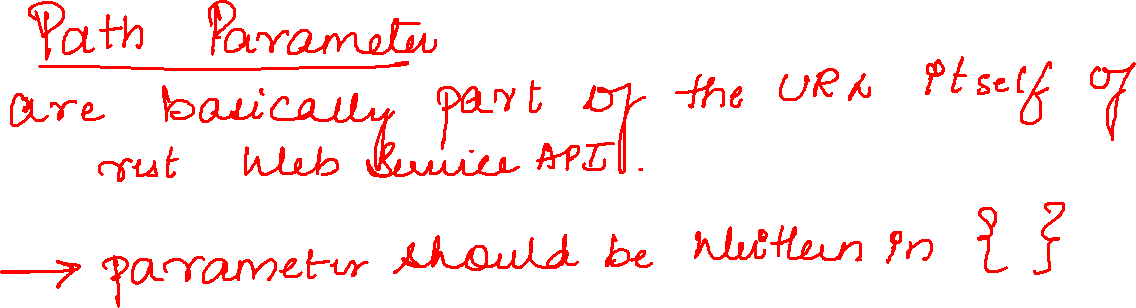 Path Parameter
are basically part of the URL itself of
rest Web Service API.
→ parameter should be written in { }